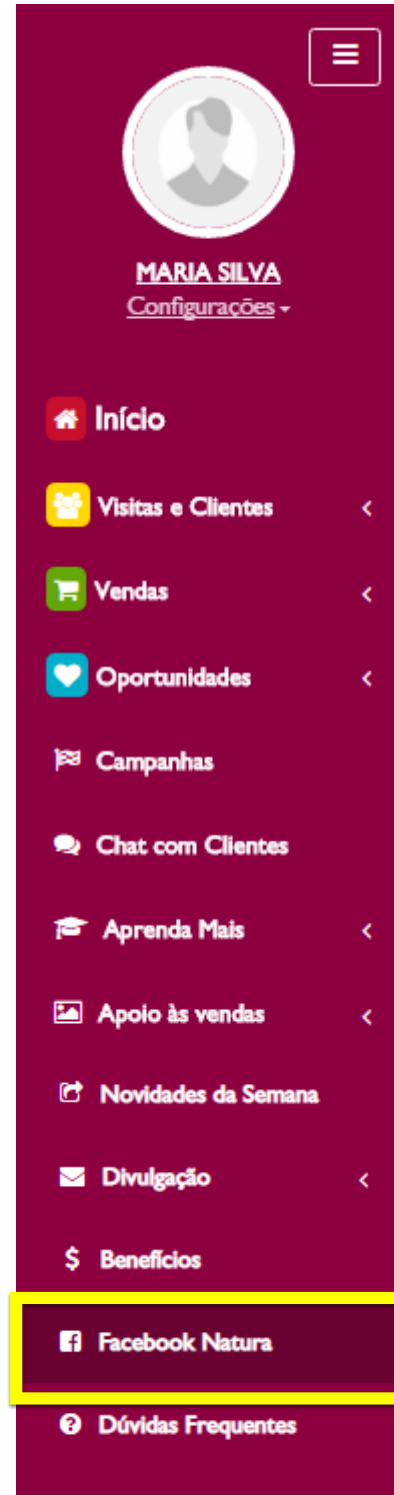 MARIA SILVA
Configurações
Início
Visitas e Clientes
Vendas
Oportunidades
Campanhas
Chat com Clientes
Aprenda Mais
Apoio às vendas
Novidades da Semana
Divulgação
Benefícios
Facebook Natura
Dúvidas Frequentes